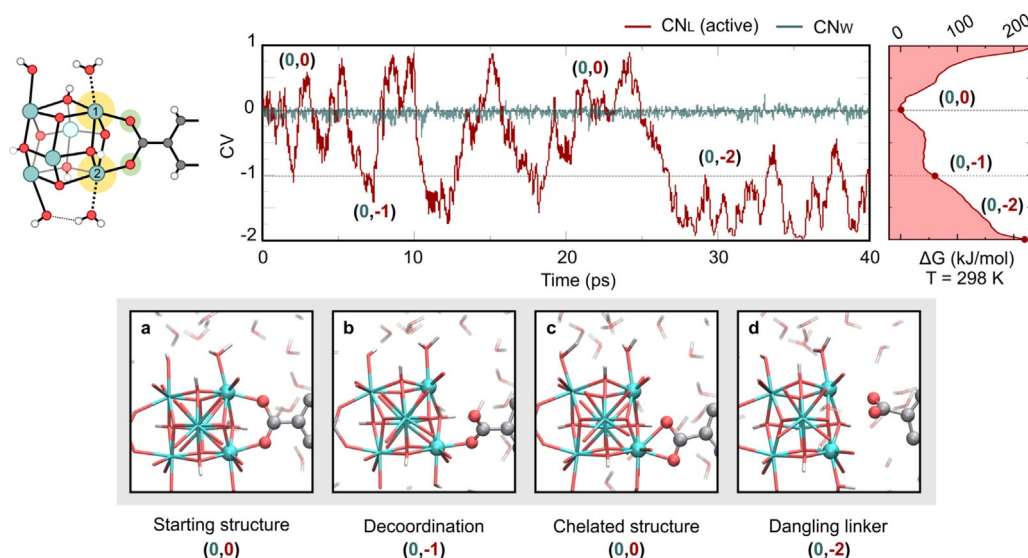 CNL (active) CNW
0 100 200
1
0
-1
-2
CV
(0,0)
(0,-1)
(0,0)
(0,-2)
0 10 20 30 40
Time (ps)
(0,0)
(0,-1)
(0,-2)
ΔG (kJ/mol)
T = 298 K
1
2
a
b
c
d
Starting structure
(0,0)
Decoordination
(0,-1)
Chelated structure
(0,0)
Dangling linker
(0,-2)